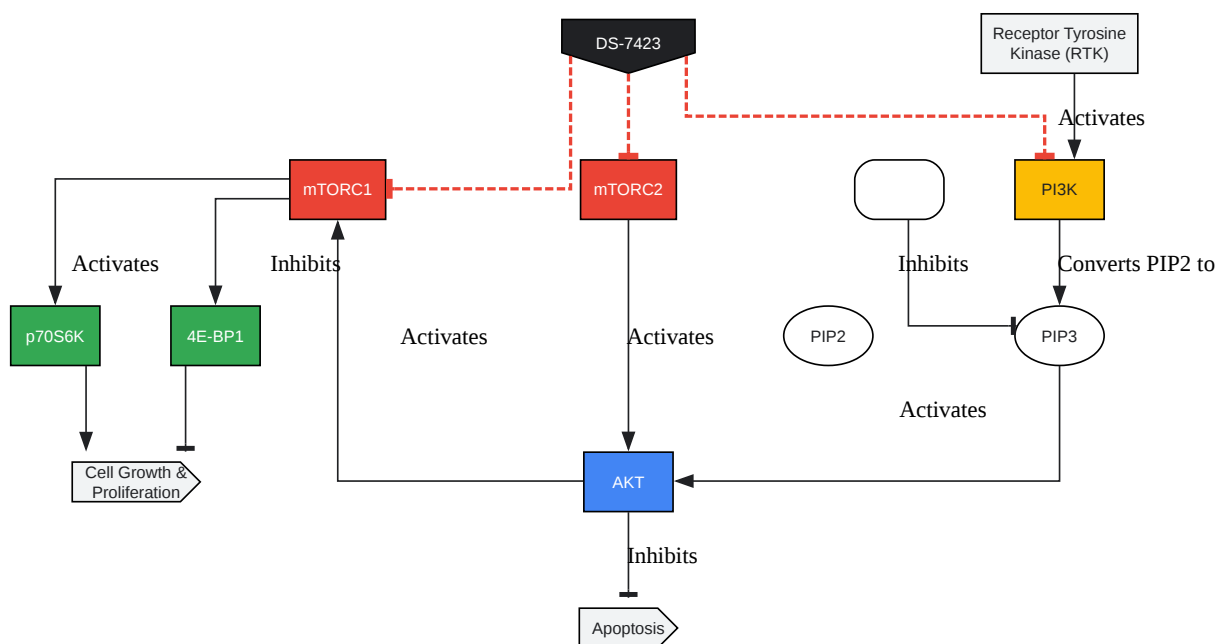 DS-7423
Receptor Tyrosine
Kinase (RTK)
Activates
mTORC1
mTORC2
PI3K
Activates
Inhibits
Inhibits
Converts PIP2 to
p70S6K
4E-BP1
Activates
Activates
PIP2
PIP3
Activates
Cell Growth &
Proliferation
AKT
Inhibits
Apoptosis